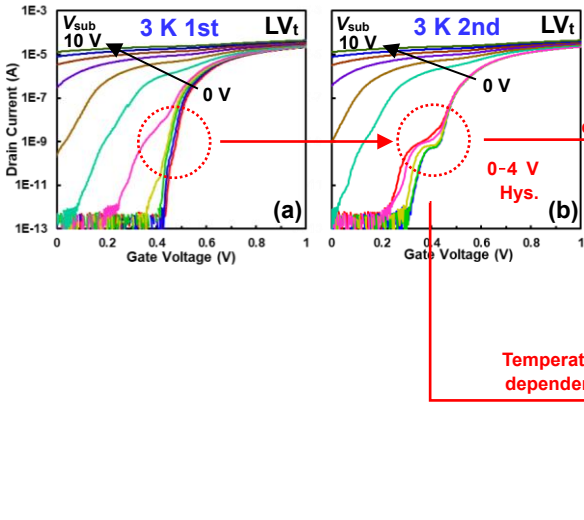 1E-3
1E-5
1E-7
1E-9
1E-11
1E-13
Drain Current (A)
Vsub
10 V
3 K 1st
LVt
0 V
(a)
0 0.2 0.4 0.6 0.8 1
Gate Voltage (V)
Vsub
10 V
3 K 2nd
LVt
0 V
(b)
0 0.2 0.4 0.6 0.8 1
Gate Voltage (V)
0-4 V
Hys.
Temperat
depender